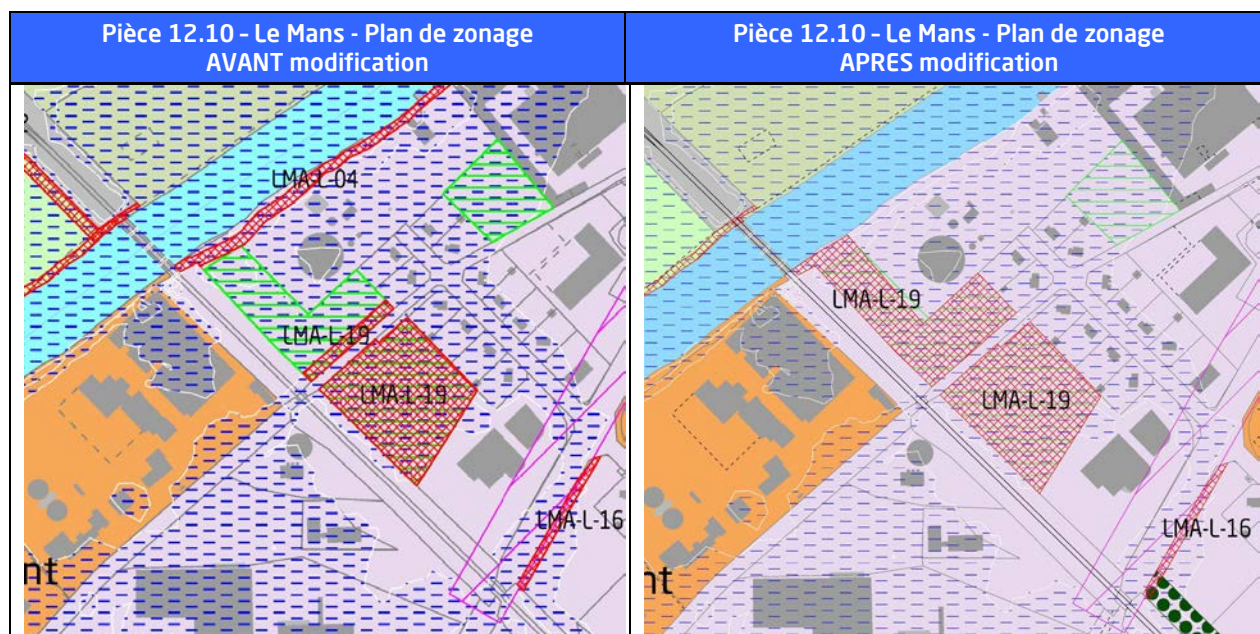 Pièce 12.10 – Le Mans - Plan de zonage
AVANT modification
Pièce 12.10 – Le Mans - Plan de zonage
APRES modification
LMA-L-04
LMA-L-19
LMA-L-19
LMA-L-16
nt
LMA-L-19
LMA-L-19
LMA-L-16
nt